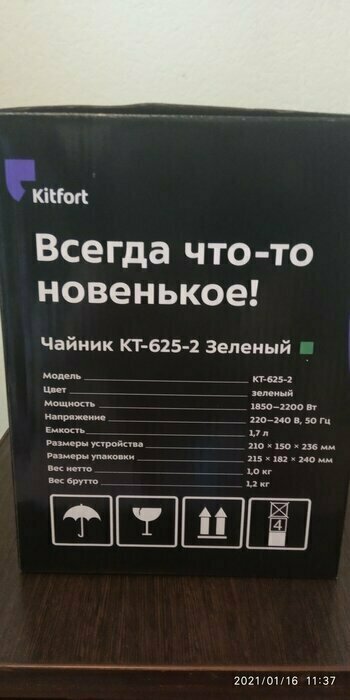 Kitfort
Всегда что-то
новенькое!
Чайник КТ-625-2 Зеленый
Модель КТ-625-2
Цвет зеленый
Мощность 1850–2200 Вт
Напряжение 220–240 В, 50 Гц
Емкость 1,7 л
Размеры устройства 210 × 150 × 236 мм
Размеры упаковки 215 × 182 × 240 мм
Вес нетто 1,0 кг
Вес брутто 1,2 кг
4
2021/01/16 11:37